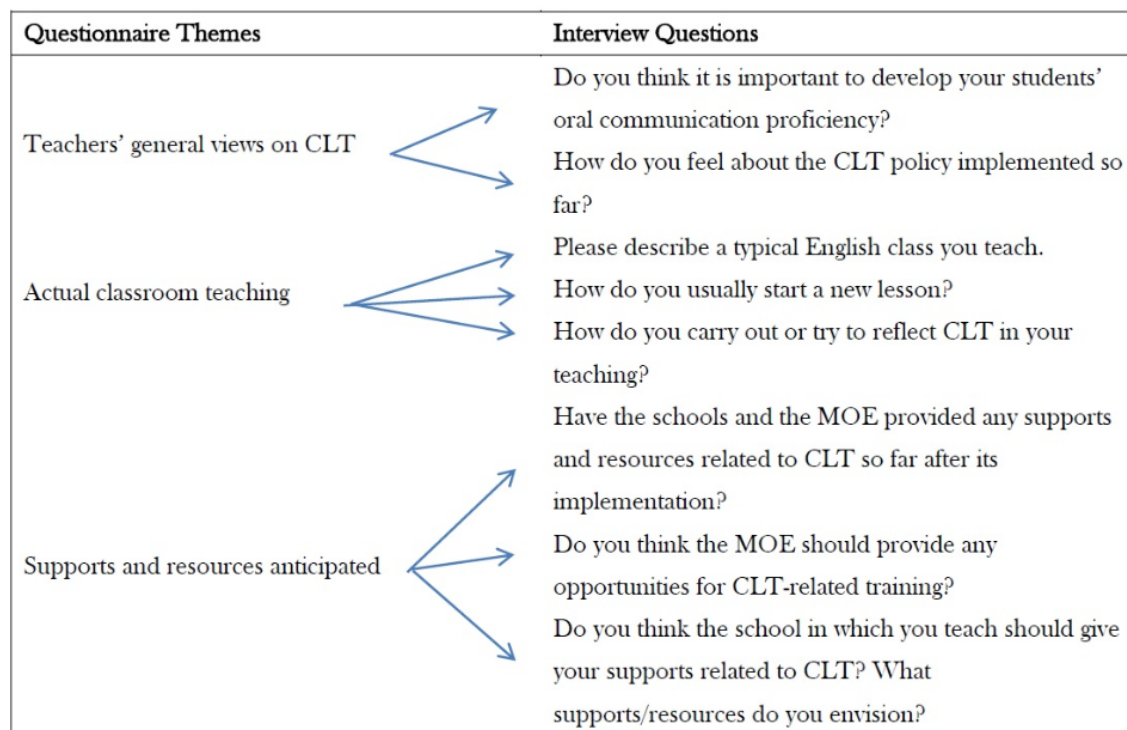 Questionnaire Themes
Interview Questions
Teachers' general views on CLT
Do you think it is important to develop your students'
oral communication proficiency?
How do you feel about the CLT policy implemented so
far?
Actual classroom teaching
Please describe a typical English class you teach.
How do you usually start a new lesson?
How do you carry out or try to reflect CLT in your
teaching?
Supports and resources anticipated
Have the schools and the MOE provided any supports
and resources related to CLT so far after its
implementation?
Do you think the MOE should provide any
opportunities for CLT-related training?
Do you think the school in which you teach should give
your supports related to CLT? What
supports/resources do you envision?